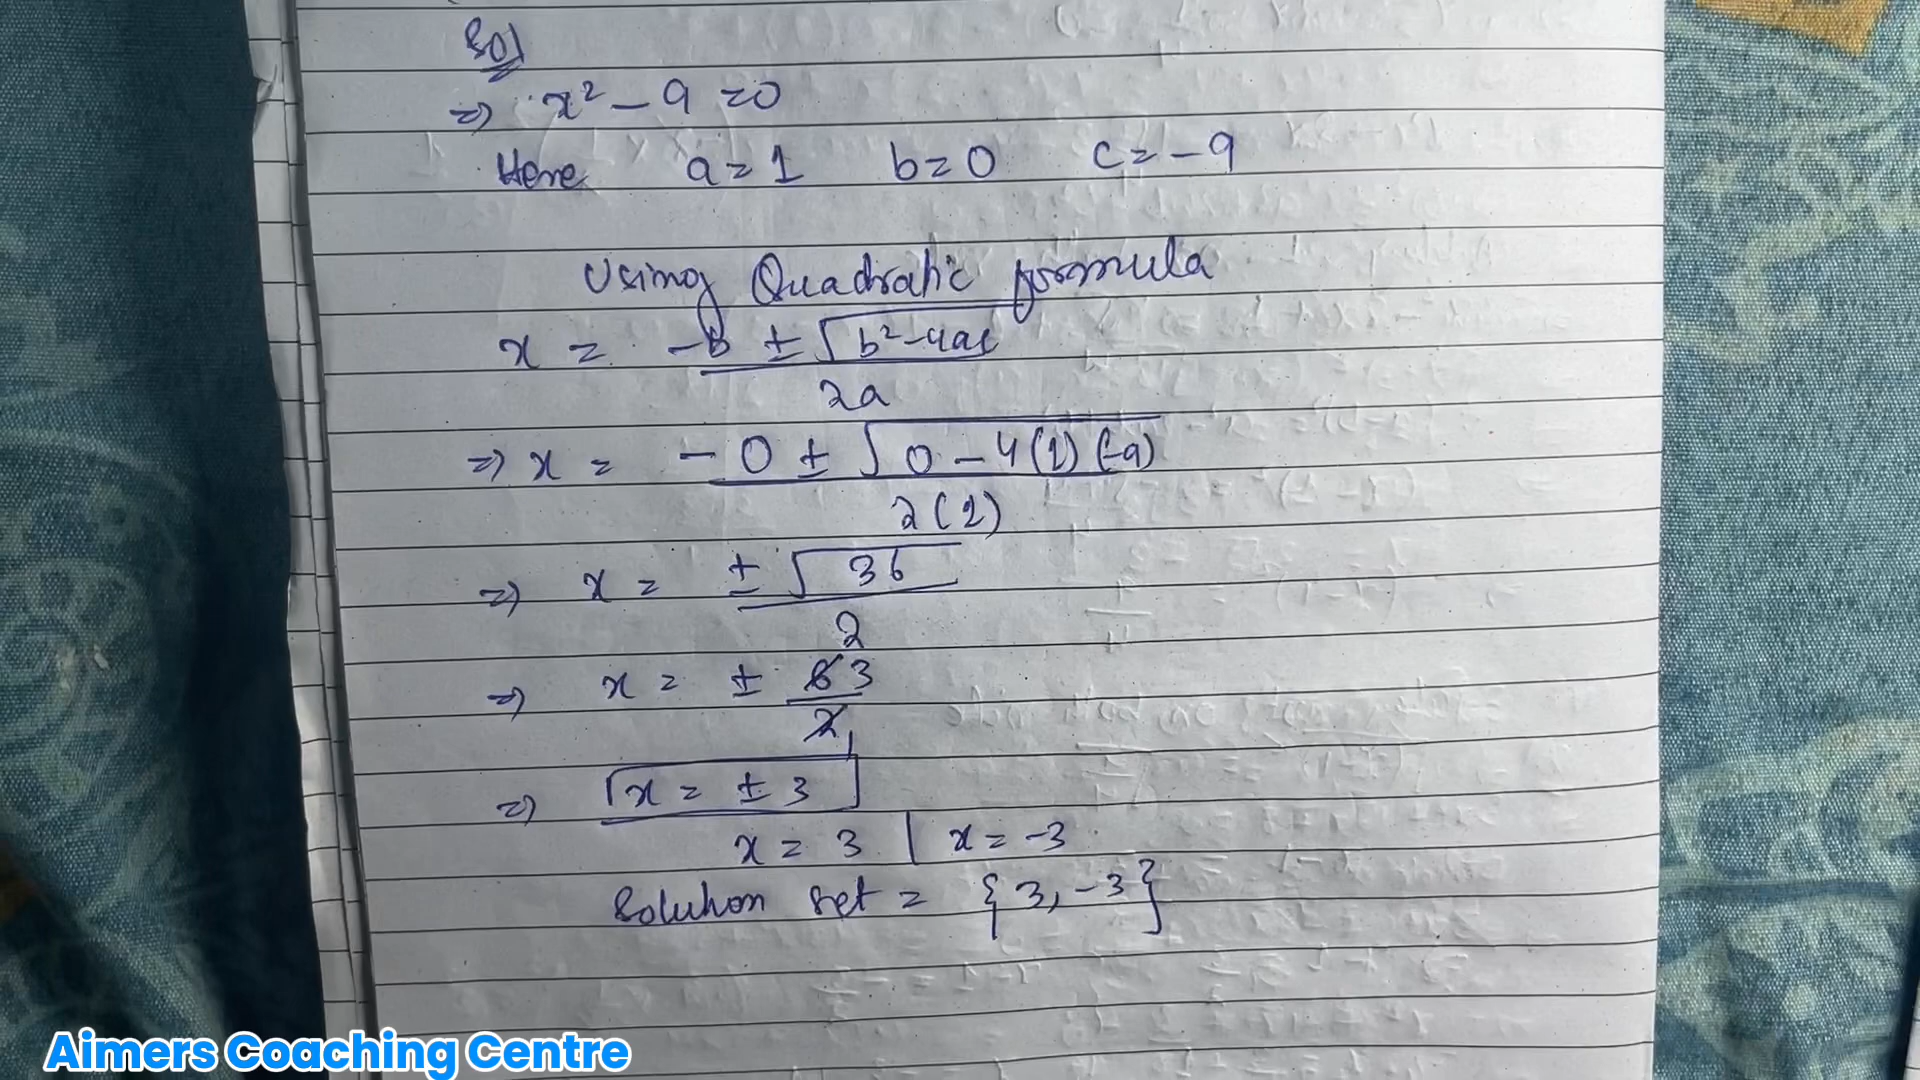 Sol
=> x² - 9 = 0
Here a = 1 b = 0 c = -9
Using Quadratic formula
x = -b ± √b²-4ac
2a
=> x = -0 ± √0 - 4(1)(-9)
2(1)
=> x = ± √36
2
=> x = ± 6 3
2 1
=> x = ± 3
x = 3 | x = -3
Solution set = {3, -3}
Aimers Coaching Centre